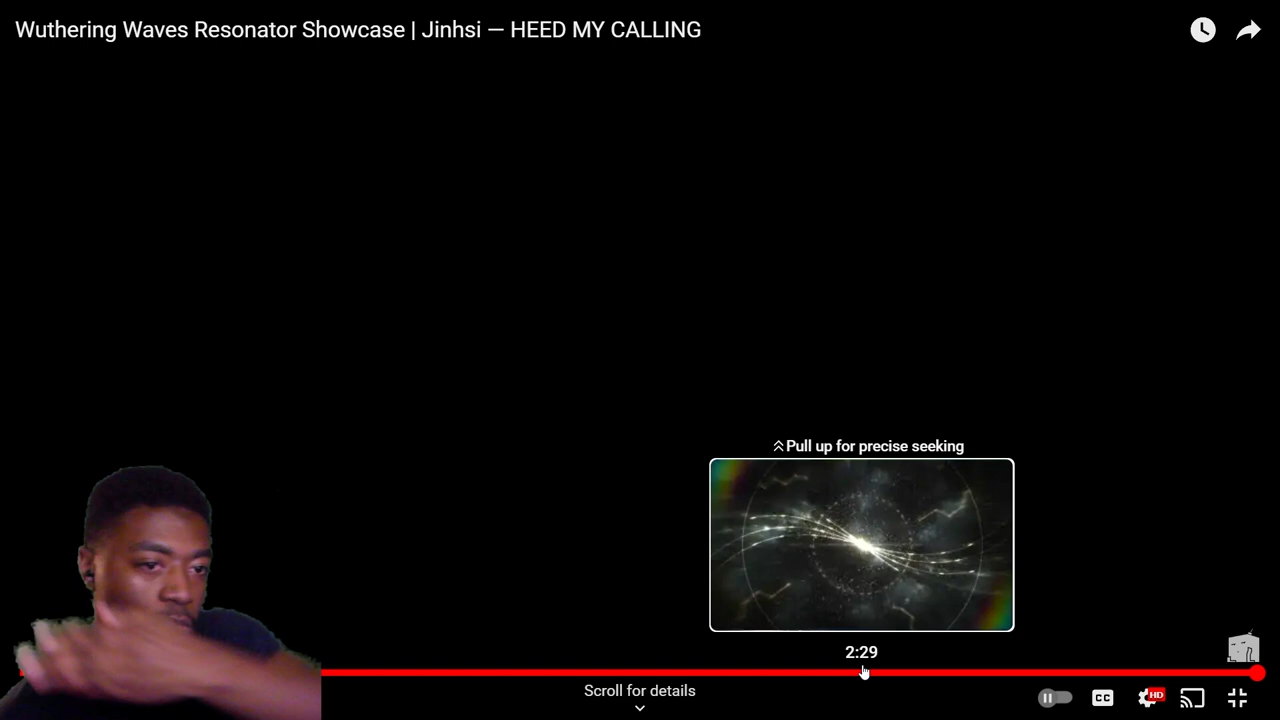 Wuthering Waves Resonator Showcase | Jinhsi — HEED MY CALLING
Pull up for precise seeking
2:29
Scroll for details
CC
HD